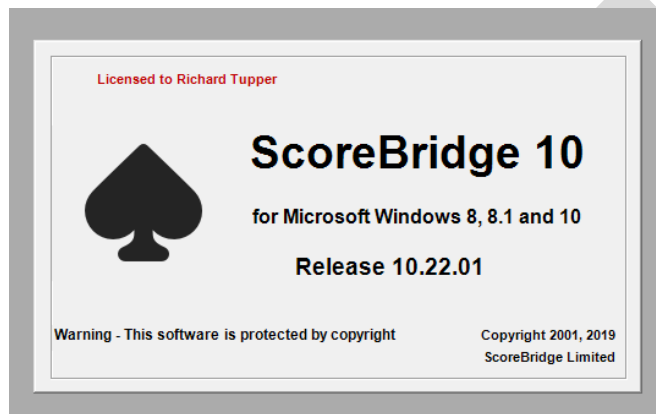 Licensed to Richard Tupper
ScoreBridge 10
for Microsoft Windows 8, 8.1 and 10
Release 10.22.01
Warning - This software is protected by copyright
Copyright 2001, 2019
ScoreBridge Limited